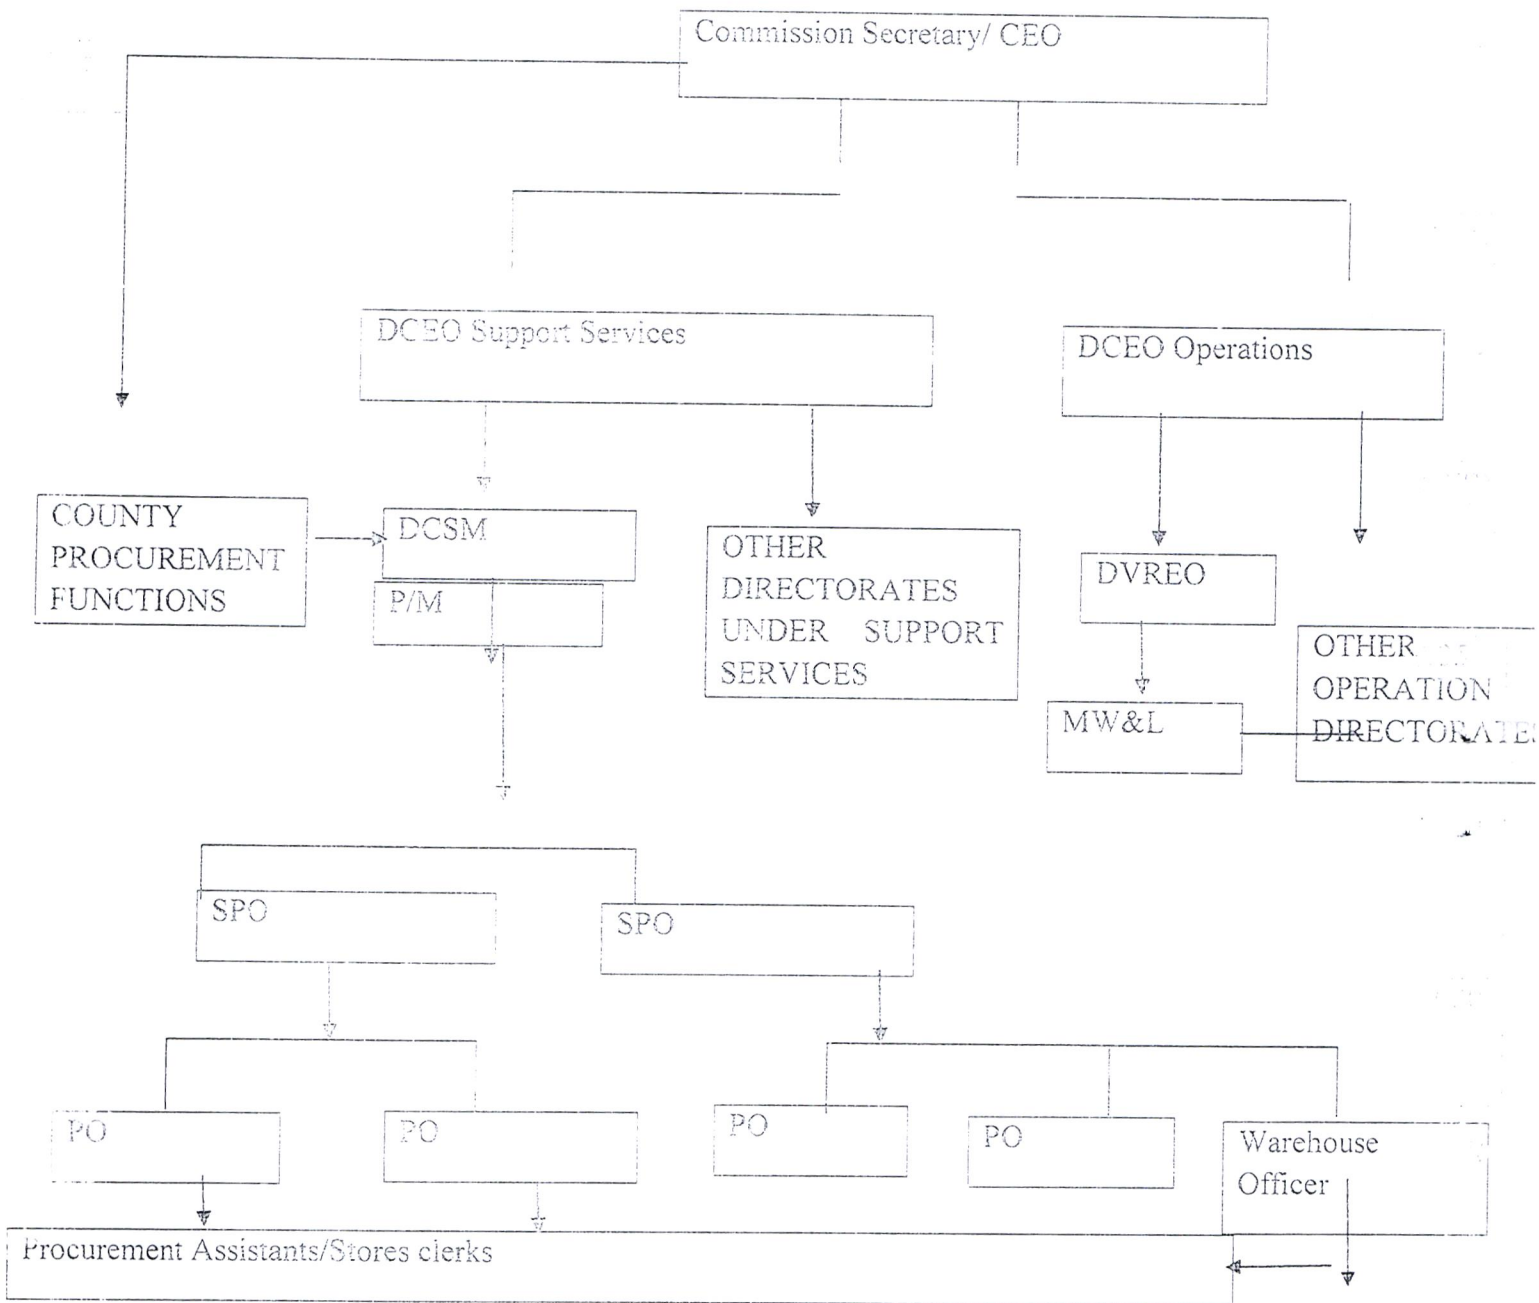 Commission Secretary/ CEO
DCEO Support Services
DCEO Operations
COUNTY
PROCUREMENT
FUNCTIONS
DCSM
P/M
OTHER
DIRECTORATES
UNDER SUPPORT
SERVICES
DVREO
MW&L
OTHER
OPERATION
DIRECTORATES
SPO
SPO
PO
PO
PO
PO
Warehouse
Officer
Procurement Assistants/Stores clerks